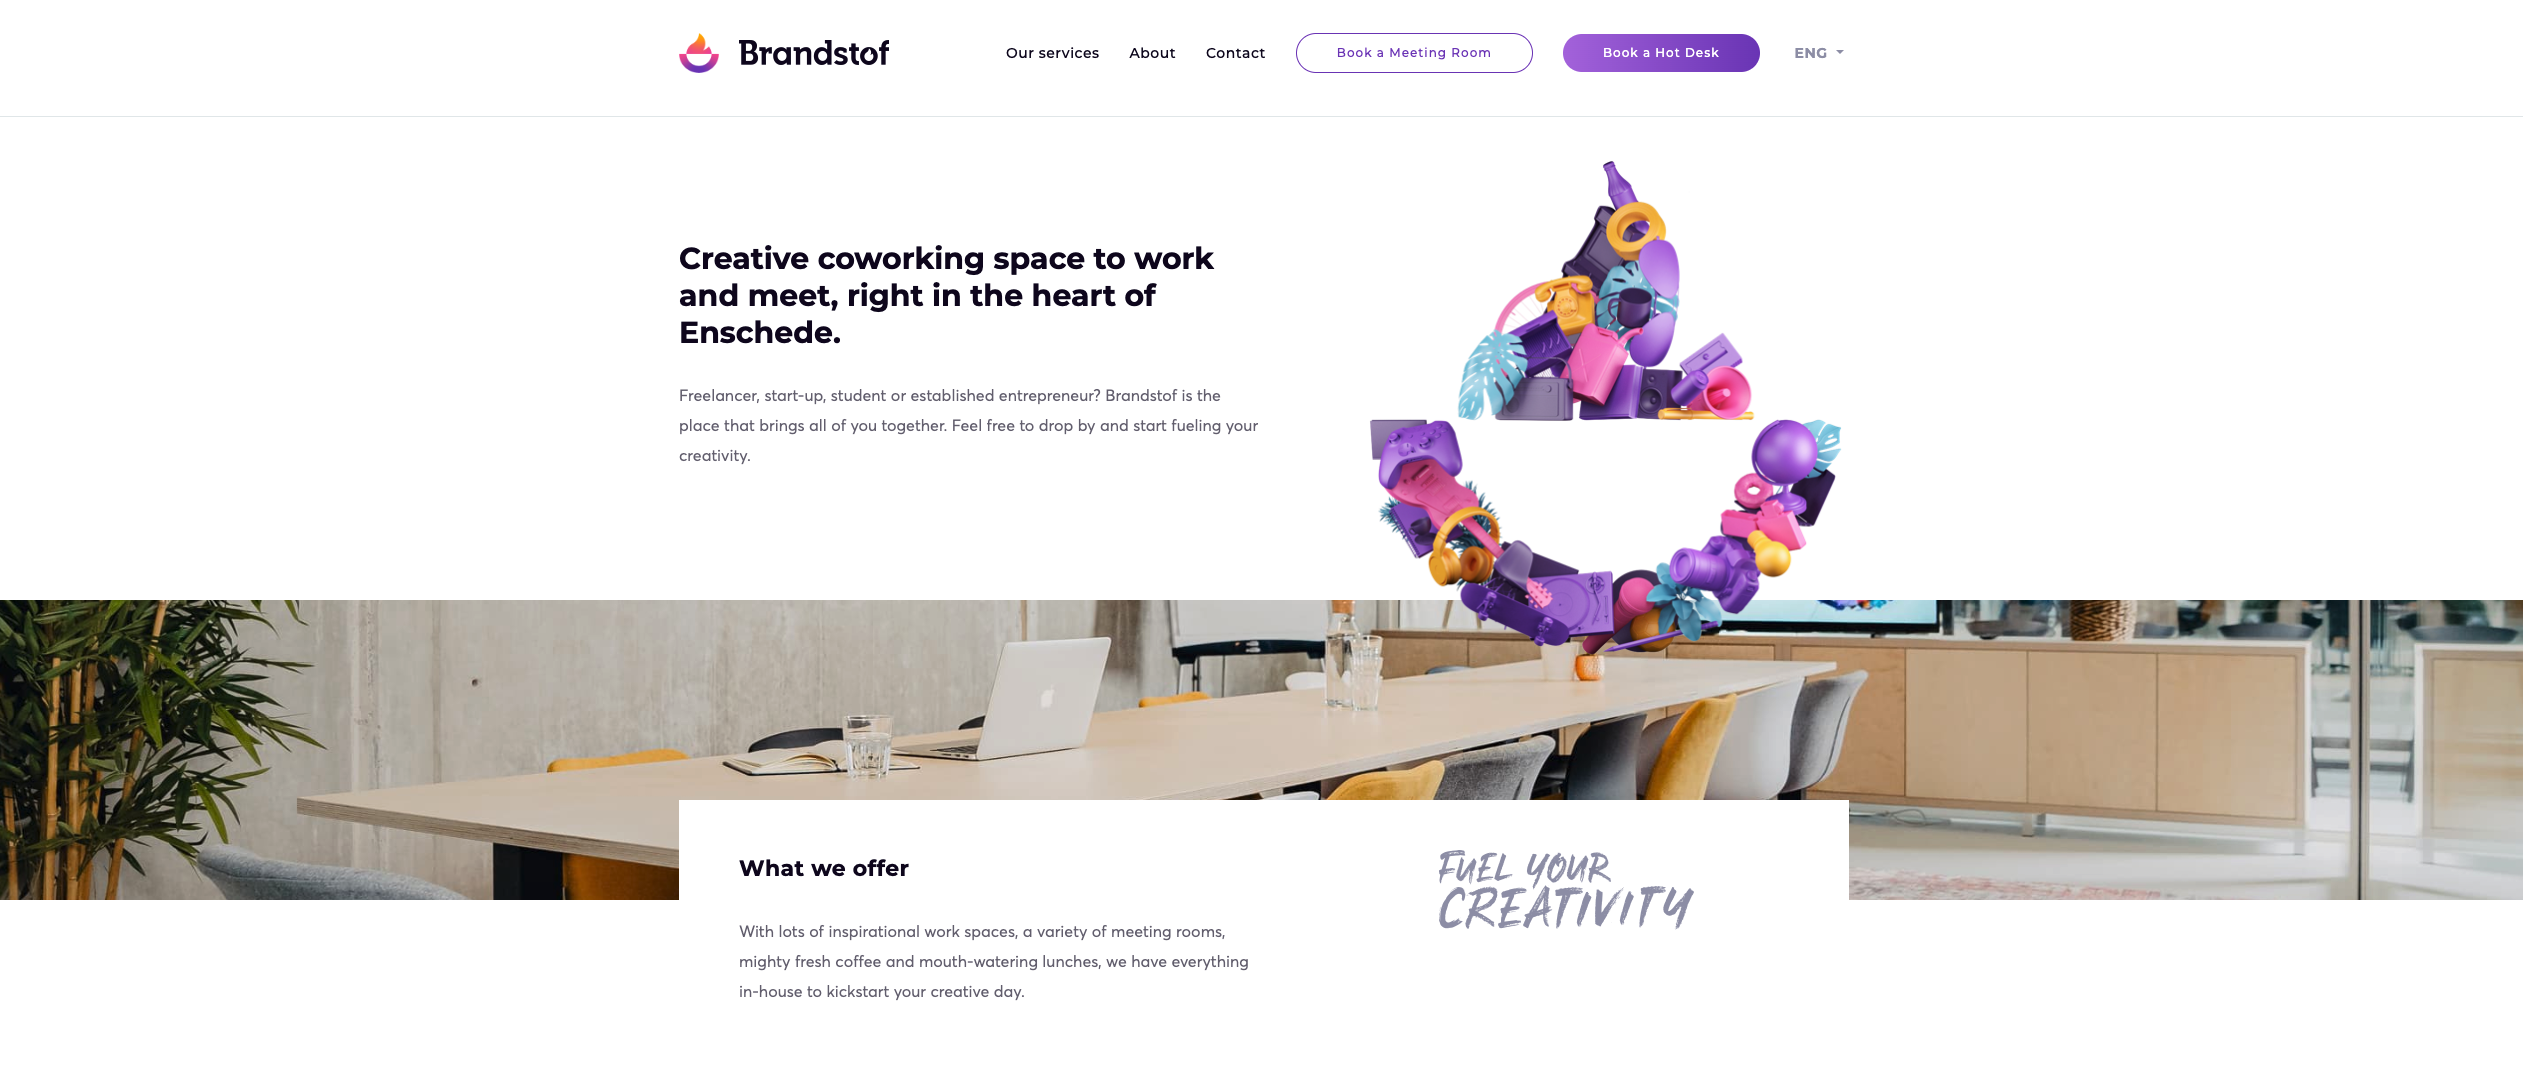 Brandstof
Our services
About
Contact
Book a Meeting Room
Book a Hot Desk
ENG
Creative coworking space to work
and meet, right in the heart of
Enschede.
Freelancer, start-up, student or established entrepreneur? Brandstof is the
place that brings all of you together. Feel free to drop by and start fueling your
creativity.
What we offer
With lots of inspirational work spaces, a variety of meeting rooms,
mighty fresh coffee and mouth-watering lunches, we have everything
in-house to kickstart your creative day.
FUEL YOUR
CREATIVITY